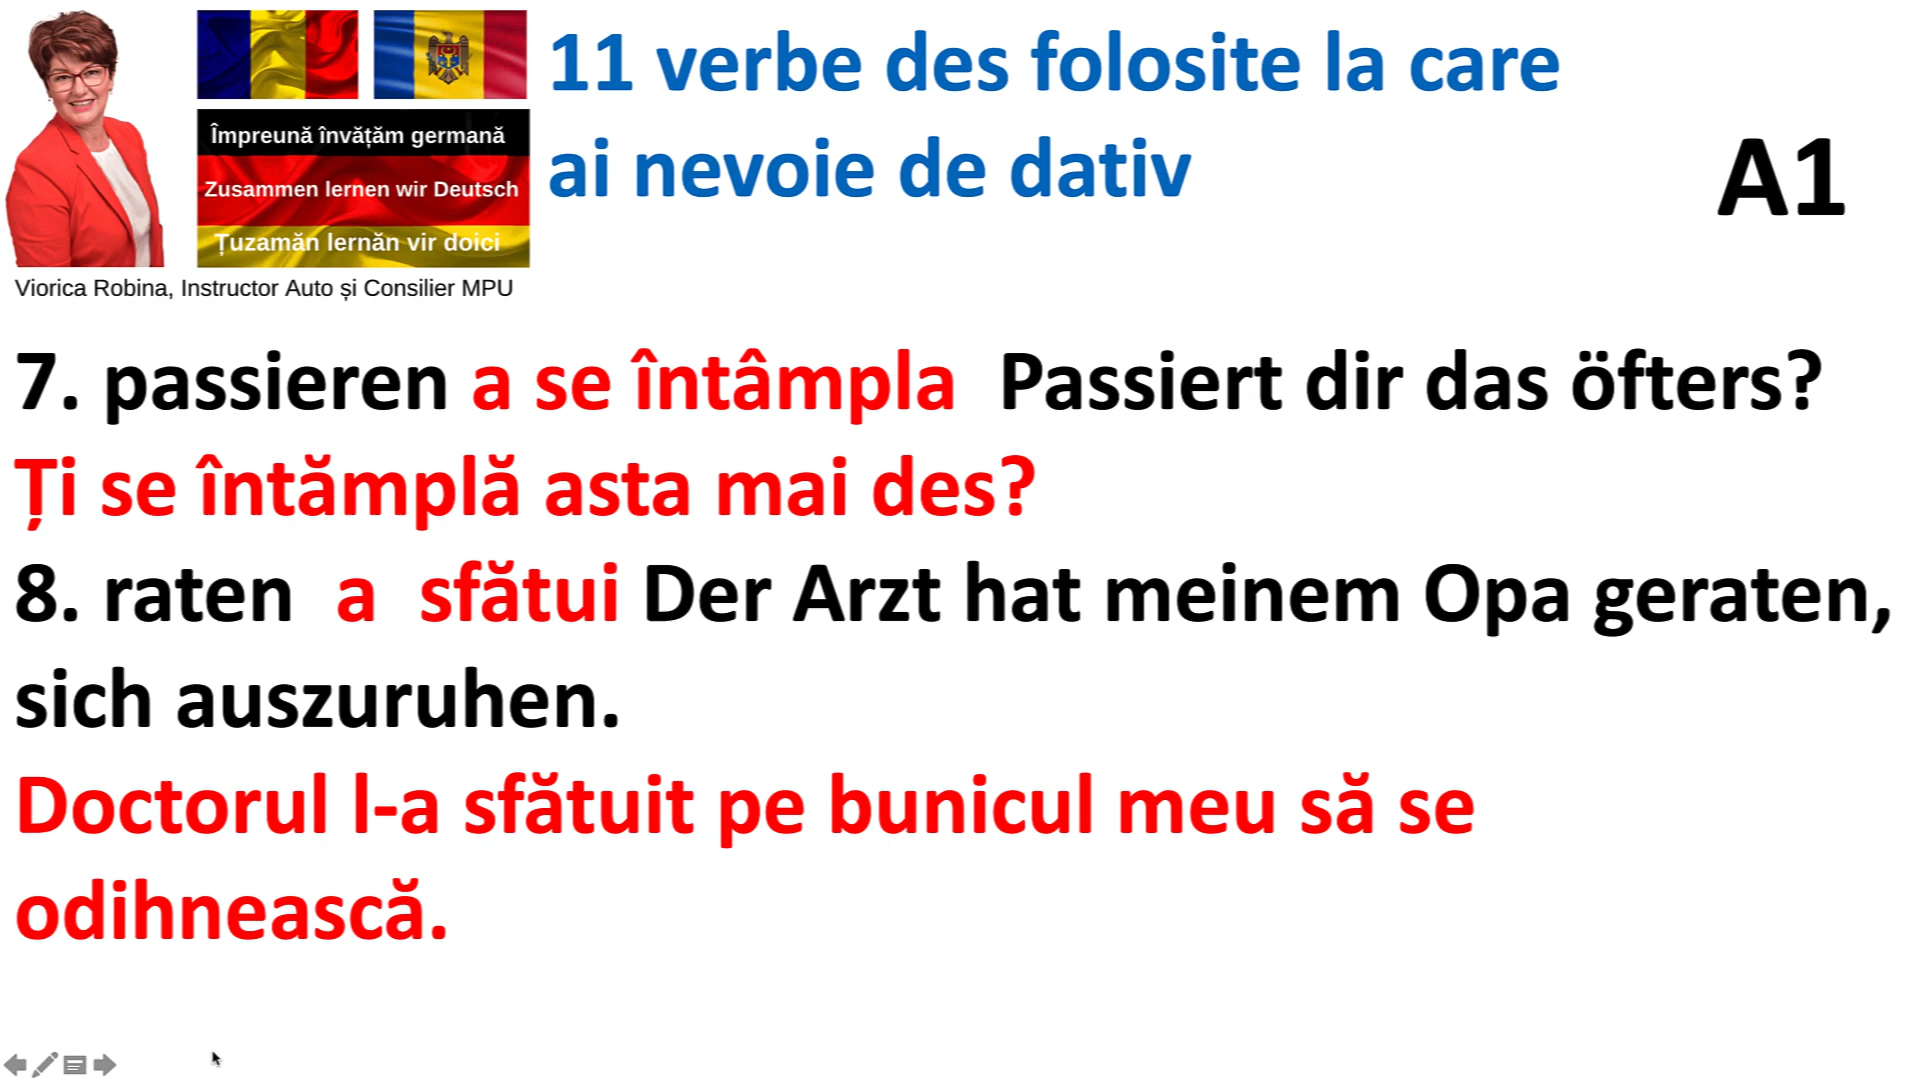 11 verbe des folosite la care
ai nevoie de dativ
A1
Împreună învățăm germană
Zusammen lernen wir Deutsch
Țuzamăn lernăn vir doici
Viorica Robina, Instructor Auto și Consilier MPU
7. passieren a se întâmpla Passiert dir das öfters?
Ți se întămplă asta mai des?
8. raten a sfătui Der Arzt hat meinem Opa geraten,
sich auszuruhen.
Doctorul l-a sfătuit pe bunicul meu să se
odihnească.